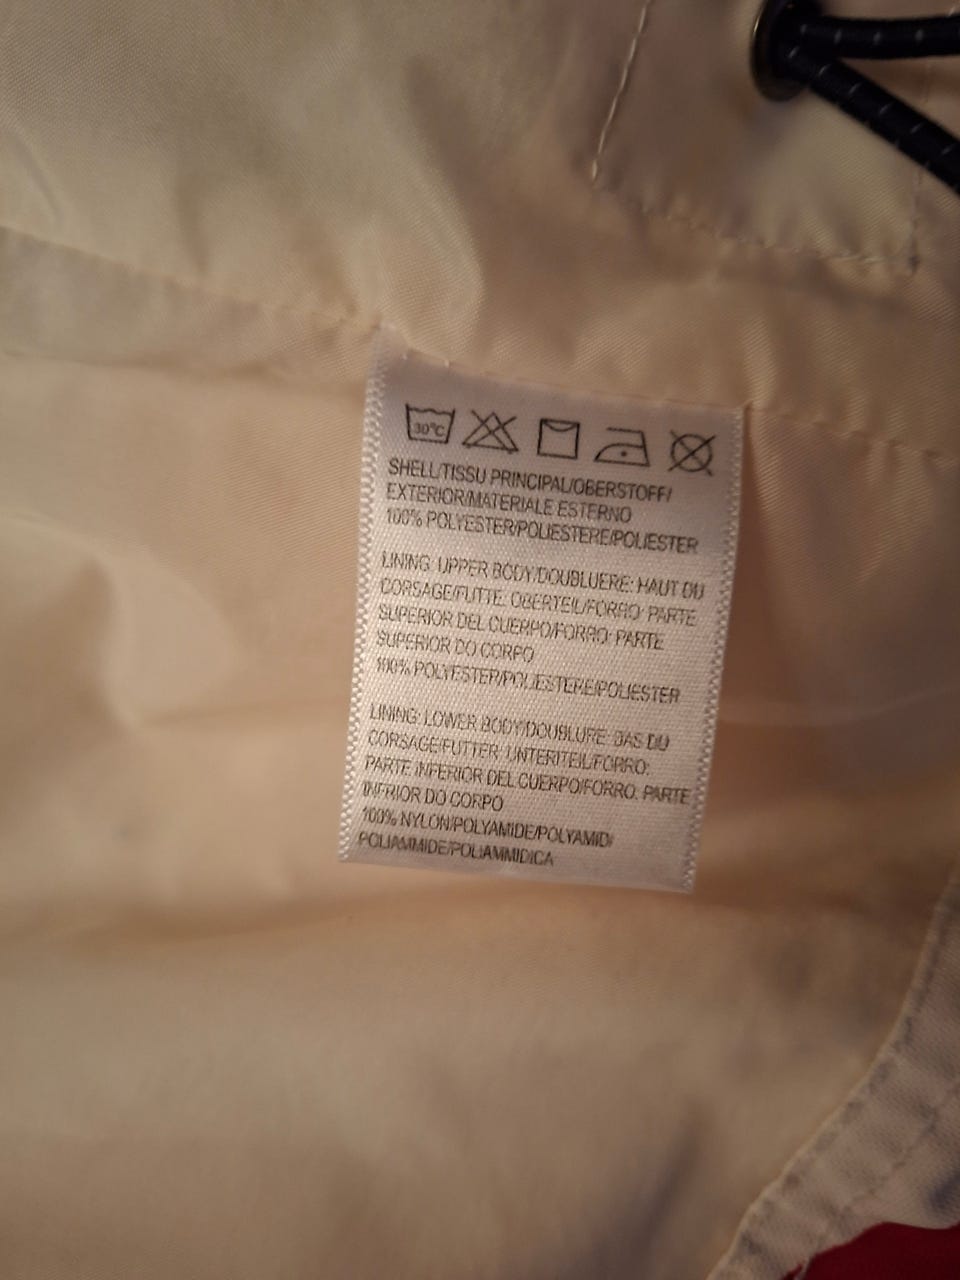 30°C
SHELL/TISSU PRINCIPAL/OBERSTOFF/
EXTERIOR/MATERIALE ESTERNO
100% POLYESTER/POLIESTERE/POLIESTER
LINING: UPPER BODY/DOUBLUERE: HAUT DU
CORSAGE/FUTTE: OBERTEIL/FORRO: PARTE
SUPERIOR DEL CUERPO/FORRO: PARTE
SUPERIOR DO CORPO
100% POLYESTER/POLIESTERE/POLIESTER
LINING: LOWER BODY/DOUBLURE: BAS DU
CORSAGE/FUTTER: UNTERITEIL/FORRO:
PARTE INFERIOR DEL CUERPO/FORRO: PARTE
INFRIOR DO CORPO
100% NYLON/POLYAMIDE/POLYAMID/
POLIAMMIDE/POLIAMMIDICA